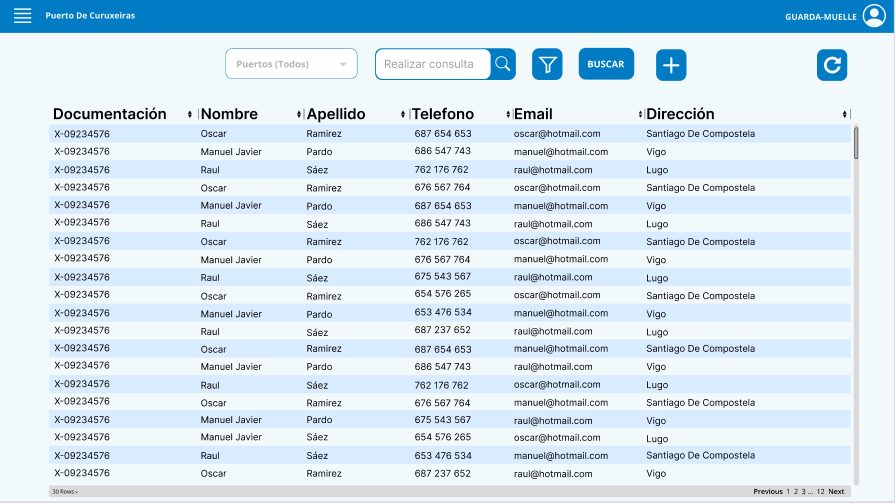 Puerto De Curuxeiras GUARDA-MUELLE
Puertos (Todos) Realizar consulta BUSCAR
Documentación Nombre Apellido Telefono Email Dirección
X-09234576 Oscar Ramirez 687 654 653 oscar@hotmail.com Santiago De Compostela
X-09234576 Manuel Javier Pardo 686 547 743 manuel@hotmail.com Vigo
X-09234576 Raul Sáez 762 176 762 raul@hotmail.com Lugo
X-09234576 Oscar Ramirez 676 567 764 oscar@hotmail.com Santiago De Compostela
X-09234576 Manuel Javier Pardo 687 654 653 manuel@hotmail.com Vigo
X-09234576 Raul Sáez 686 547 743 raul@hotmail.com Lugo
X-09234576 Oscar Ramirez 762 176 762 oscar@hotmail.com Santiago De Compostela
X-09234576 Manuel Javier Pardo 676 567 764 manuel@hotmail.com Vigo
X-09234576 Raul Sáez 675 543 567 raul@hotmail.com Lugo
X-09234576 Oscar Ramirez 654 576 265 oscar@hotmail.com Santiago De Compostela
X-09234576 Manuel Javier Pardo 653 476 534 manuel@hotmail.com Vigo
X-09234576 Raul Sáez 687 237 652 raul@hotmail.com Lugo
X-09234576 Oscar Ramirez 687 654 653 manuel@hotmail.com Santiago De Compostela
X-09234576 Manuel Javier Pardo 686 547 743 raul@hotmail.com Vigo
X-09234576 Raul Sáez 762 176 762 oscar@hotmail.com Lugo
X-09234576 Oscar Ramirez 676 567 764 manuel@hotmail.com Santiago De Compostela
X-09234576 Manuel Javier Pardo 675 543 567 raul@hotmail.com Vigo
X-09234576 Manuel Javier Sáez 654 576 265 oscar@hotmail.com Lugo
X-09234576 Raul Sáez 653 476 534 manuel@hotmail.com Santiago De Compostela
X-09234576 Oscar Ramirez 687 237 652 raul@hotmail.com Vigo
30 Rows Previous 1 2 3 ... 12 Next